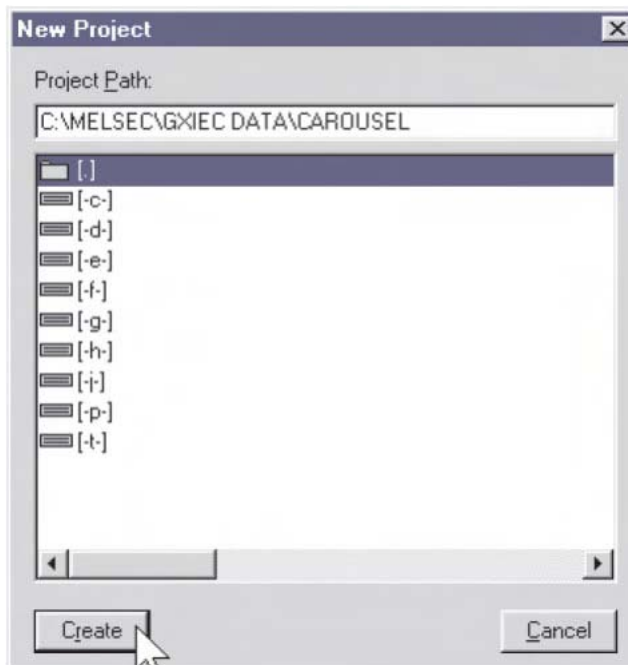 New Project
Project Path:
C:\MELSEC\GXIEC DATA\CAROUSEL
[.]
[-c-]
[-d-]
[-e-]
[-f-]
[-g-]
[-h-]
[-j-]
[-p-]
[-t-]
Create
Cancel